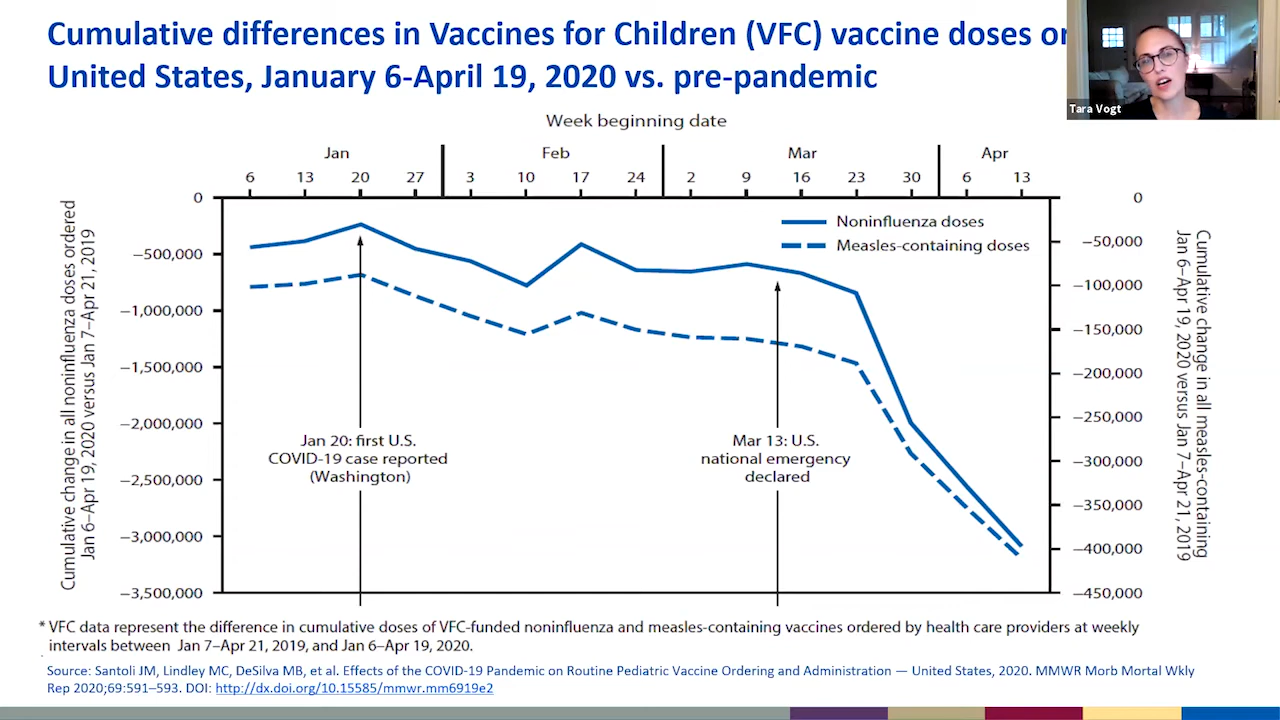 Cumulative differences in Vaccines for Children (VFC) vaccine doses
United States, January 6-April 19, 2020 vs. pre-pandemic
Tara Vogt
Week beginning date
Jan Feb Mar Apr
6 13 20 27 3 10 17 24 2 9 16 23 30 6 13
Cumulative change in all noninfluenza doses ordered
Jan 6–Apr 19, 2020 versus Jan 7–Apr 21, 2019
0
−500,000
−1,000,000
−1,500,000
−2,000,000
−2,500,000
−3,000,000
−3,500,000
Noninfluenza doses
Measles-containing doses
Jan 20: first U.S.
COVID-19 case reported
(Washington)
Mar 13: U.S.
national emergency
declared
0
−50,000
−100,000
−150,000
−200,000
−250,000
−300,000
−350,000
−400,000
−450,000
Cumulative change in all measles-containing
Jan 6–Apr 19, 2020 versus Jan 7–Apr 21, 2019
* VFC data represent the difference in cumulative doses of VFC-funded noninfluenza and measles-containing vaccines ordered by health care providers at weekly
intervals between Jan 7–Apr 21, 2019, and Jan 6–Apr 19, 2020.
Source: Santoli JM, Lindley MC, DeSilva MB, et al. Effects of the COVID-19 Pandemic on Routine Pediatric Vaccine Ordering and Administration — United States, 2020. MMWR Morb Mortal Wkly
Rep 2020;69:591–593. DOI: http://dx.doi.org/10.15585/mmwr.mm6919e2